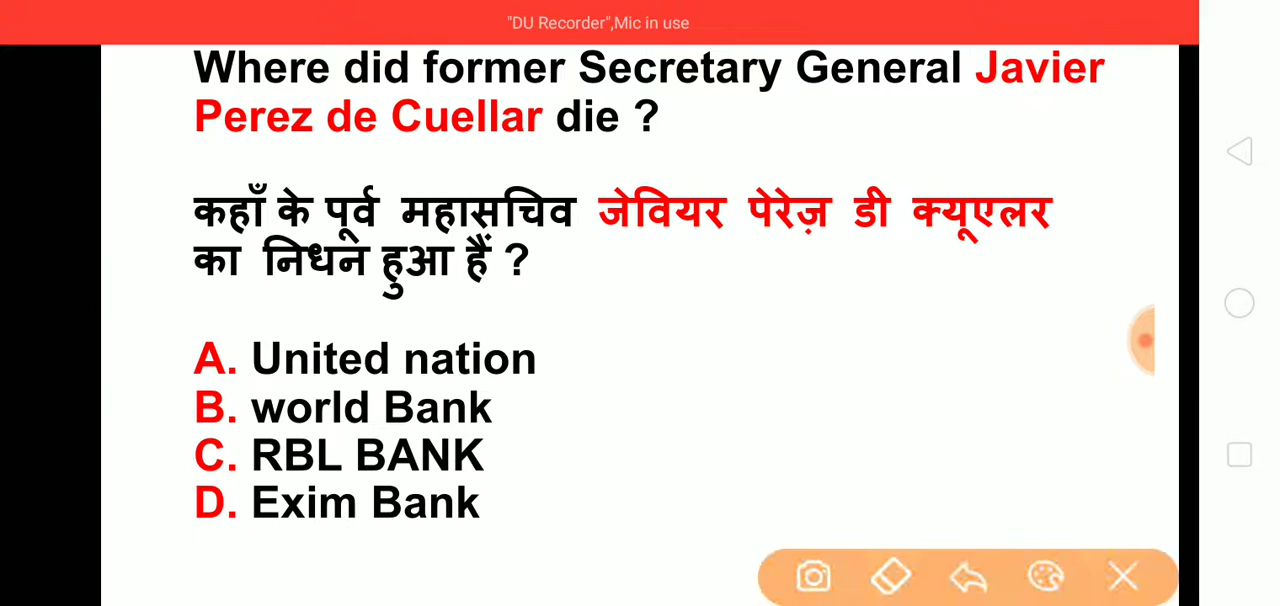 "DU Recorder",Mic in use
Where did former Secretary General Javier
Perez de Cuellar die ?
कहाँ के पूर्व महासचिव जेवियर पेरेज़ डी क्यूएलर
का निधन हुआ हैं ?
A. United nation
B. world Bank
C. RBL BANK
D. Exim Bank